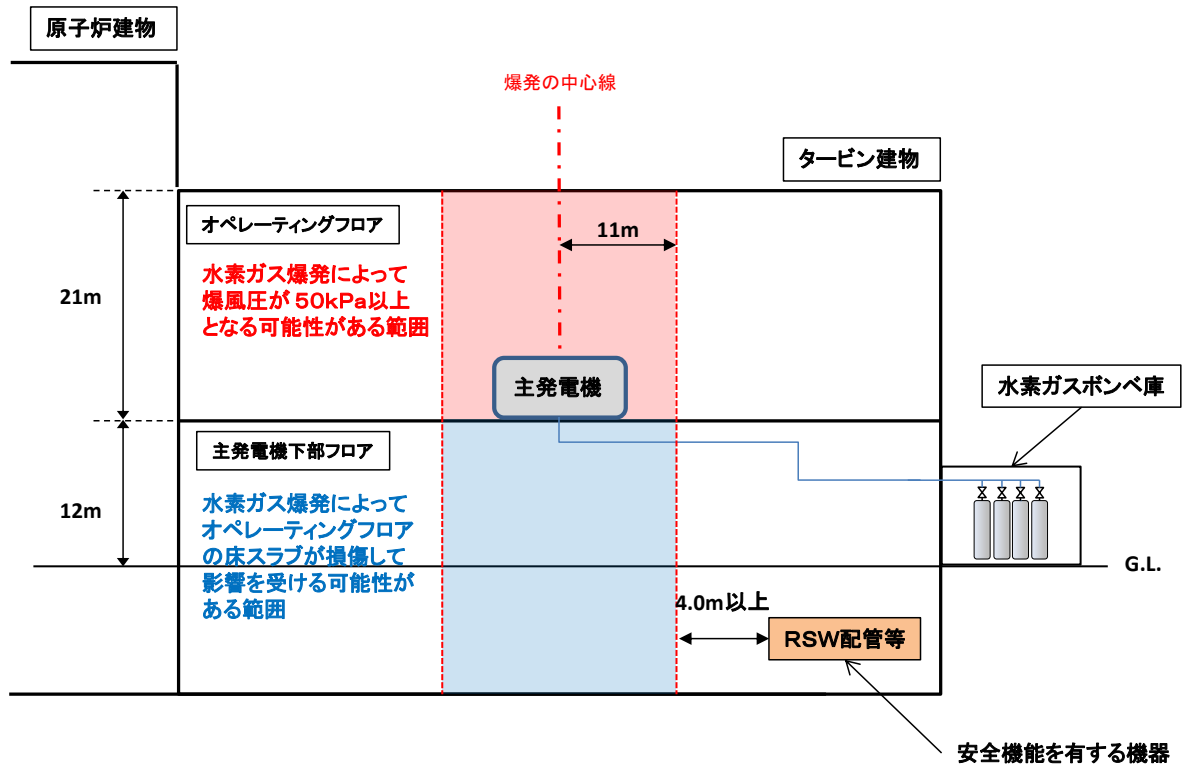 原子炉建物
爆発の中心線
タービン建物
オペレーティングフロア
11m
水素ガス爆発によって
爆風圧が50kPa以上
となる可能性がある範囲
21m
主発電機
水素ガスボンベ庫
主発電機下部フロア
水素ガス爆発によって
オペレーティングフロア
の床スラブが損傷して
影響を受ける可能性が
ある範囲
12m
G.L.
4.0m以上
RSW配管等
安全機能を有する機器